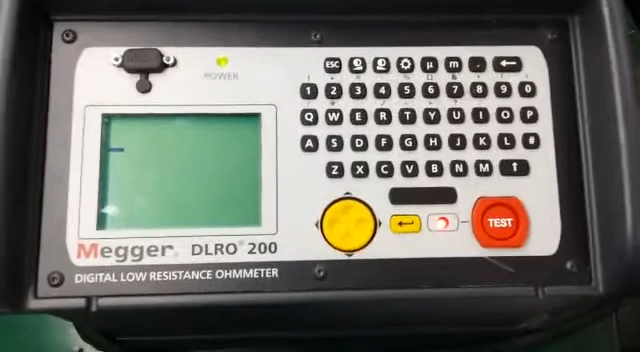 POWER
ESC µ m .
1 2 3 4 5 6 7 8 9 0
Q W E R T Y U I O P
A S D F G H J K L #
Z X C V B N M
TEST
Megger® DLRO® 200
DIGITAL LOW RESISTANCE OHMMETER